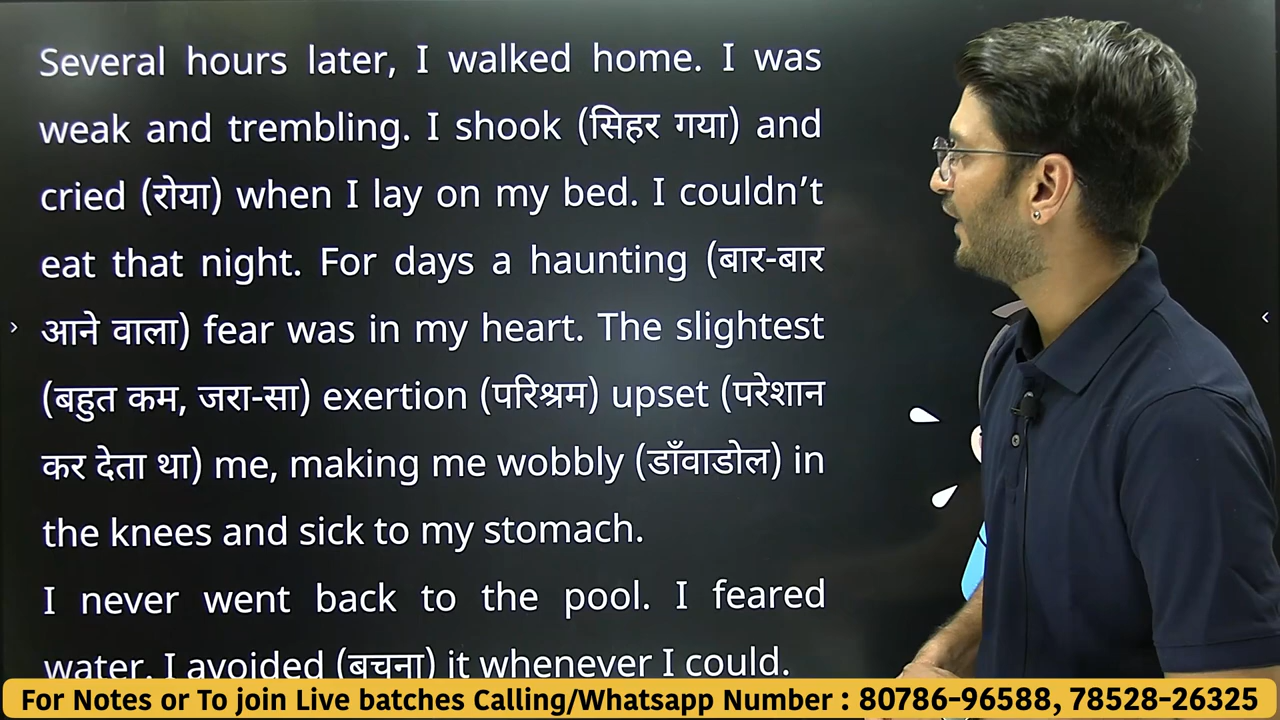 Several hours later, I walked home. I was
weak and trembling. I shook (सिहर गया) and
cried (रोया) when I lay on my bed. I couldn’t
eat that night. For days a haunting (बार-बार
आने वाला) fear was in my heart. The slightest
(बहुत कम, जरा-सा) exertion (परिश्रम) upset (परेशान
कर देता था) me, making me wobbly (डाँवाडोल) in
the knees and sick to my stomach.
I never went back to the pool. I feared
water. I avoided (बचना) it whenever I could.
For Notes or To join Live batches Calling/Whatsapp Number : 80786-96588, 78528-26325